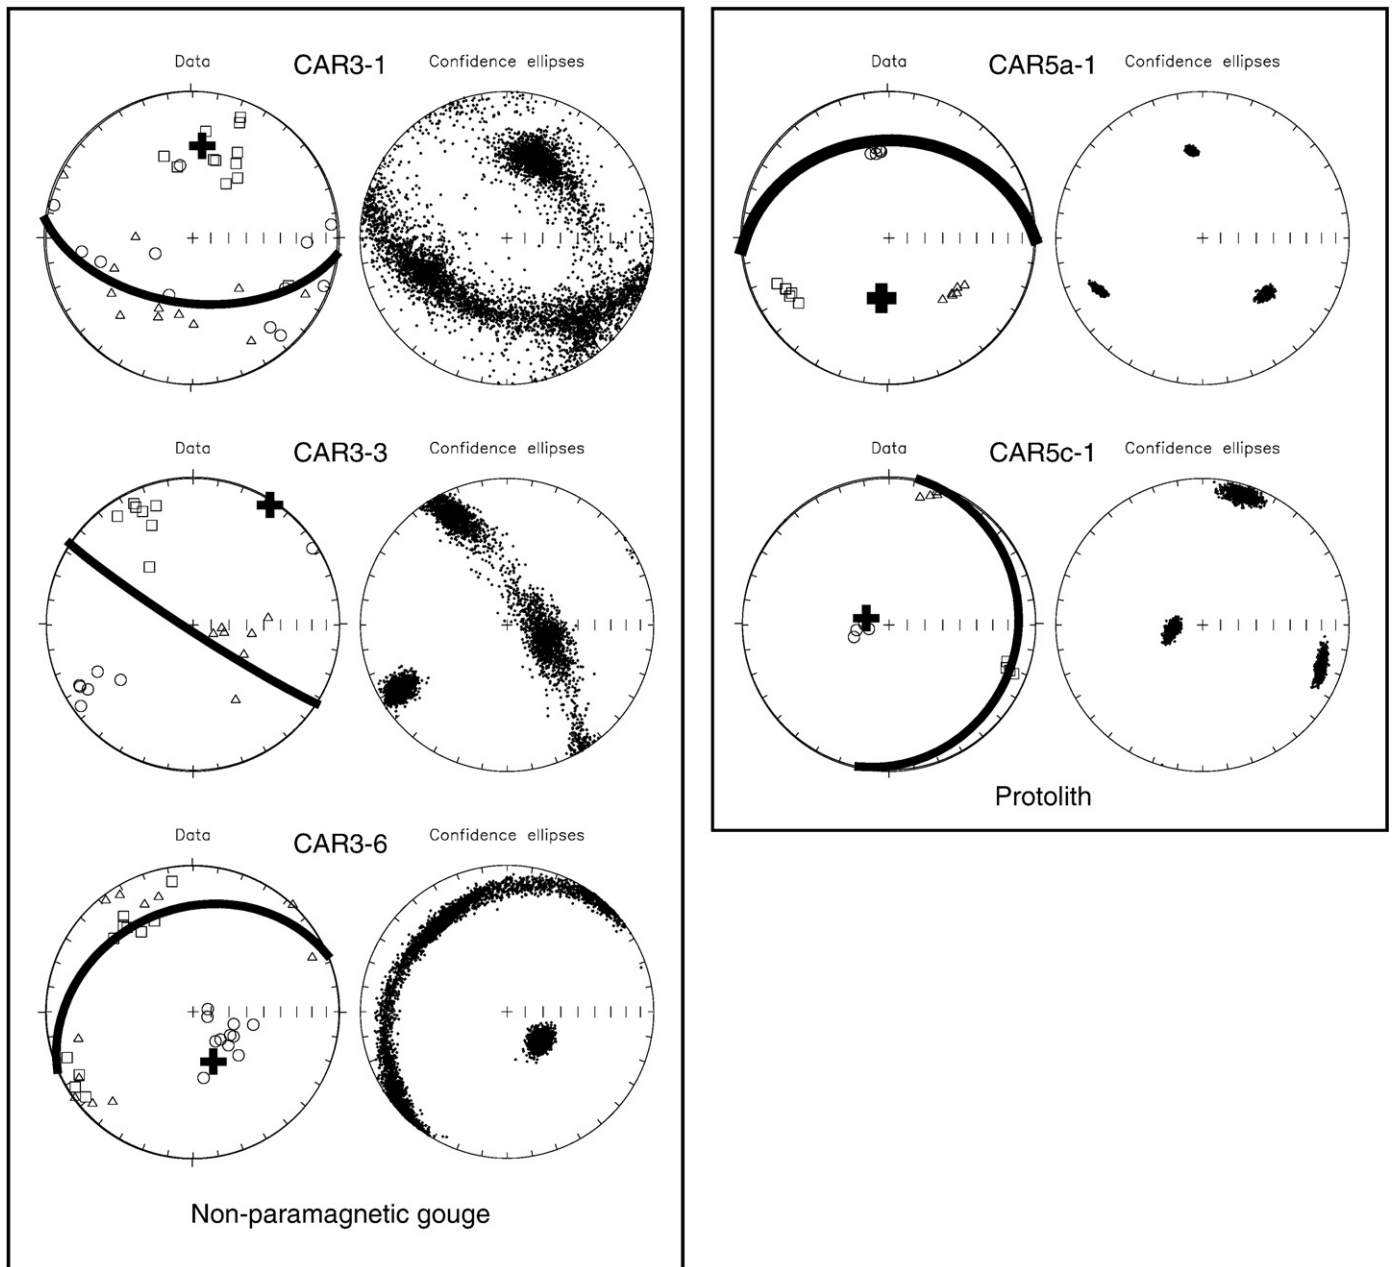 Data CAR3-1 Confidence ellipses
Data CAR3-3 Confidence ellipses
Data CAR3-6 Confidence ellipses
Non-paramagnetic gouge
Data CAR5a-1 Confidence ellipses
Data CAR5c-1 Confidence ellipses
Protolith